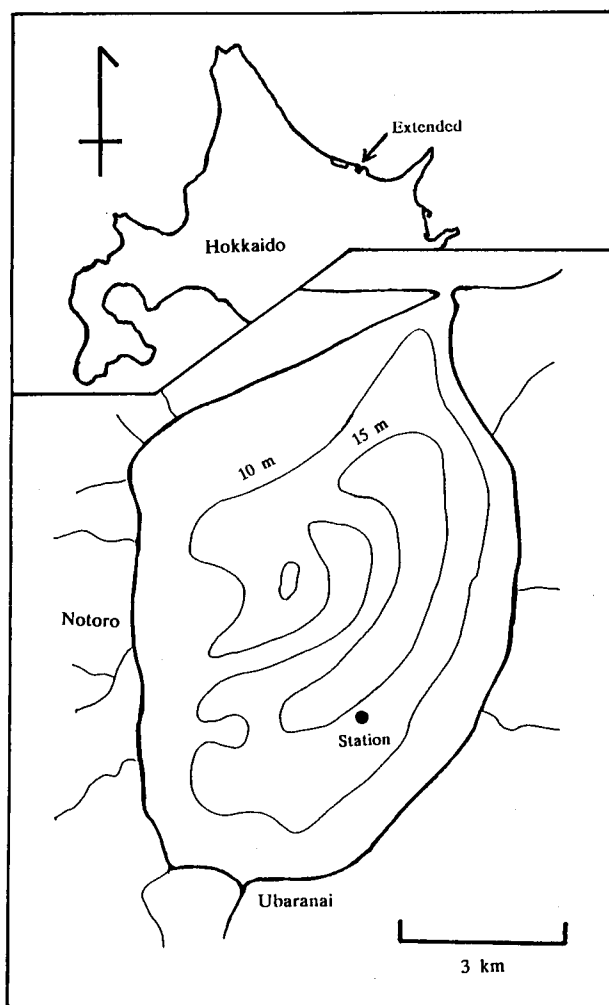 Extended
Hokkaido
10 m
15 m
Notoro
Station
Ubaranai
3 km